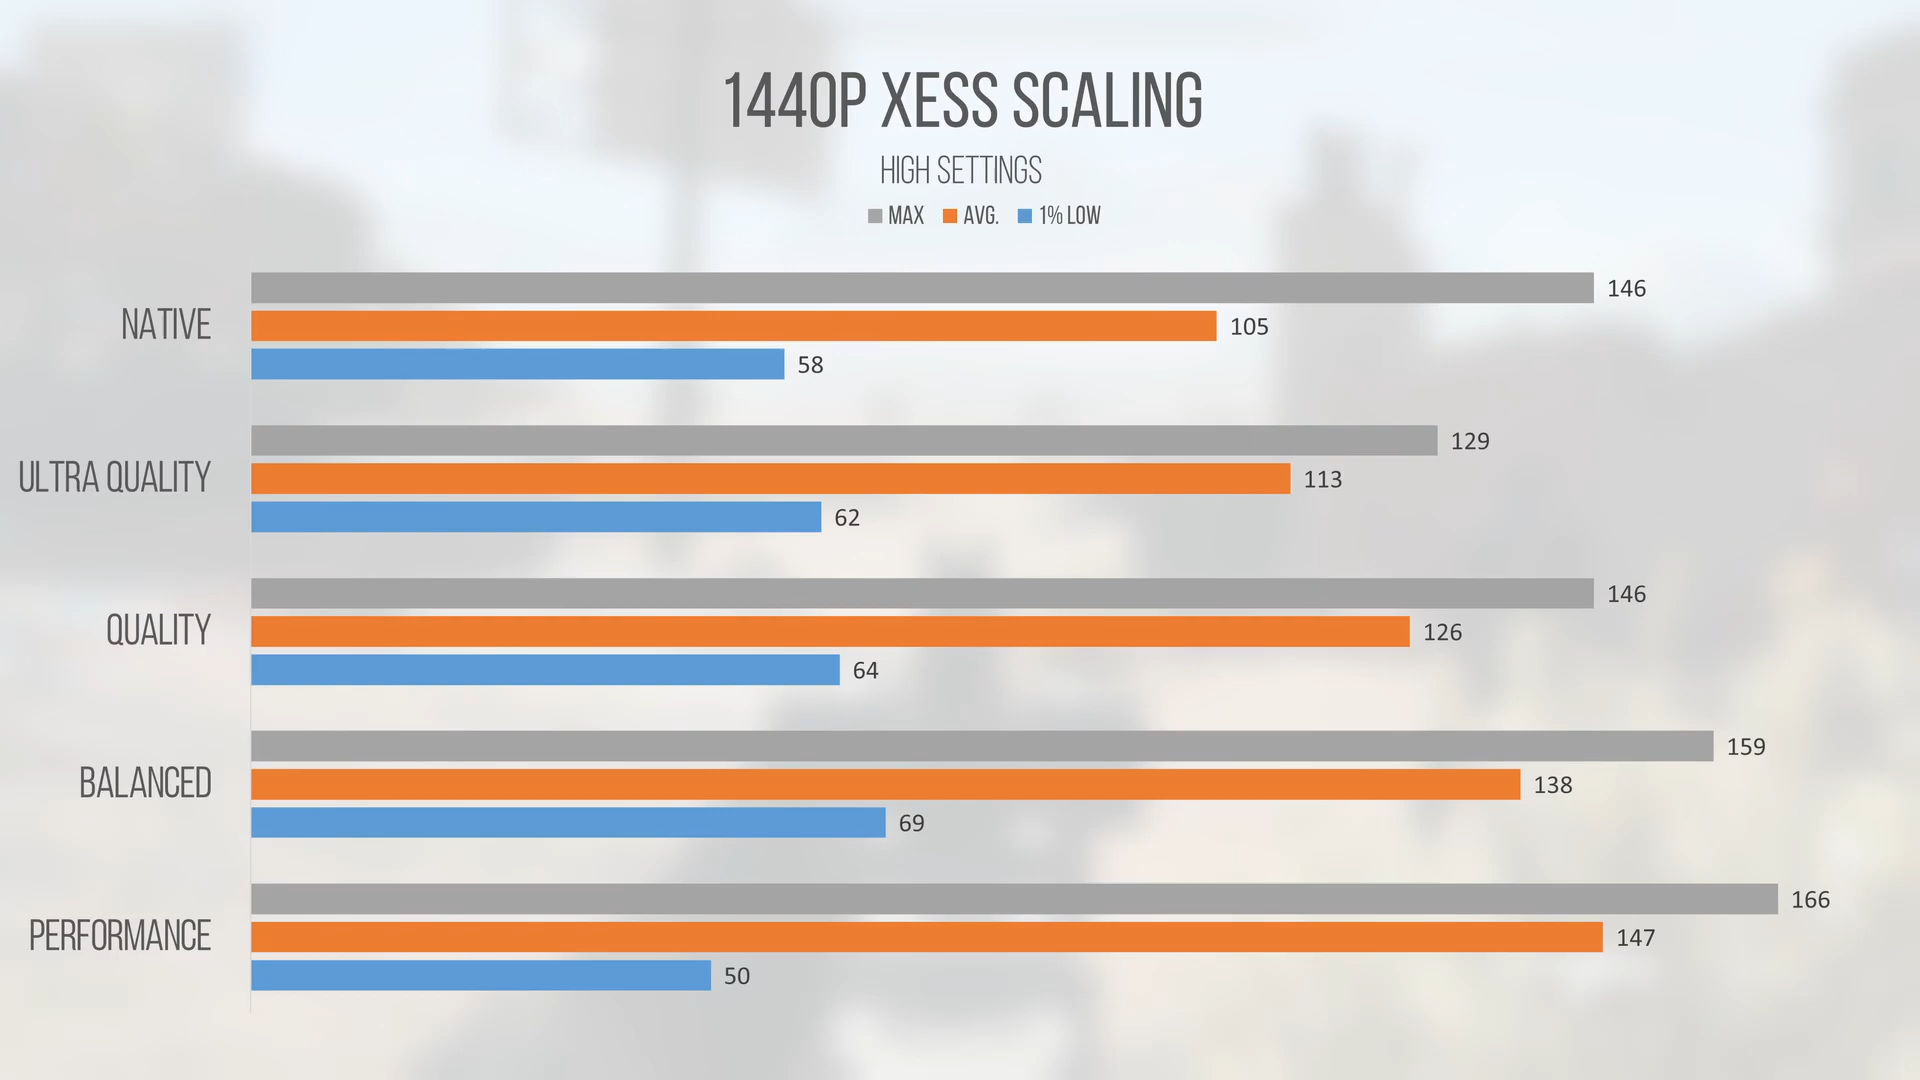 1440P XESS SCALING
HIGH SETTINGS
MAX AVG. 1% LOW
146
NATIVE 105
58
129
ULTRA QUALITY 113
62
146
QUALITY 126
64
159
BALANCED 138
69
166
PERFORMANCE 147
50